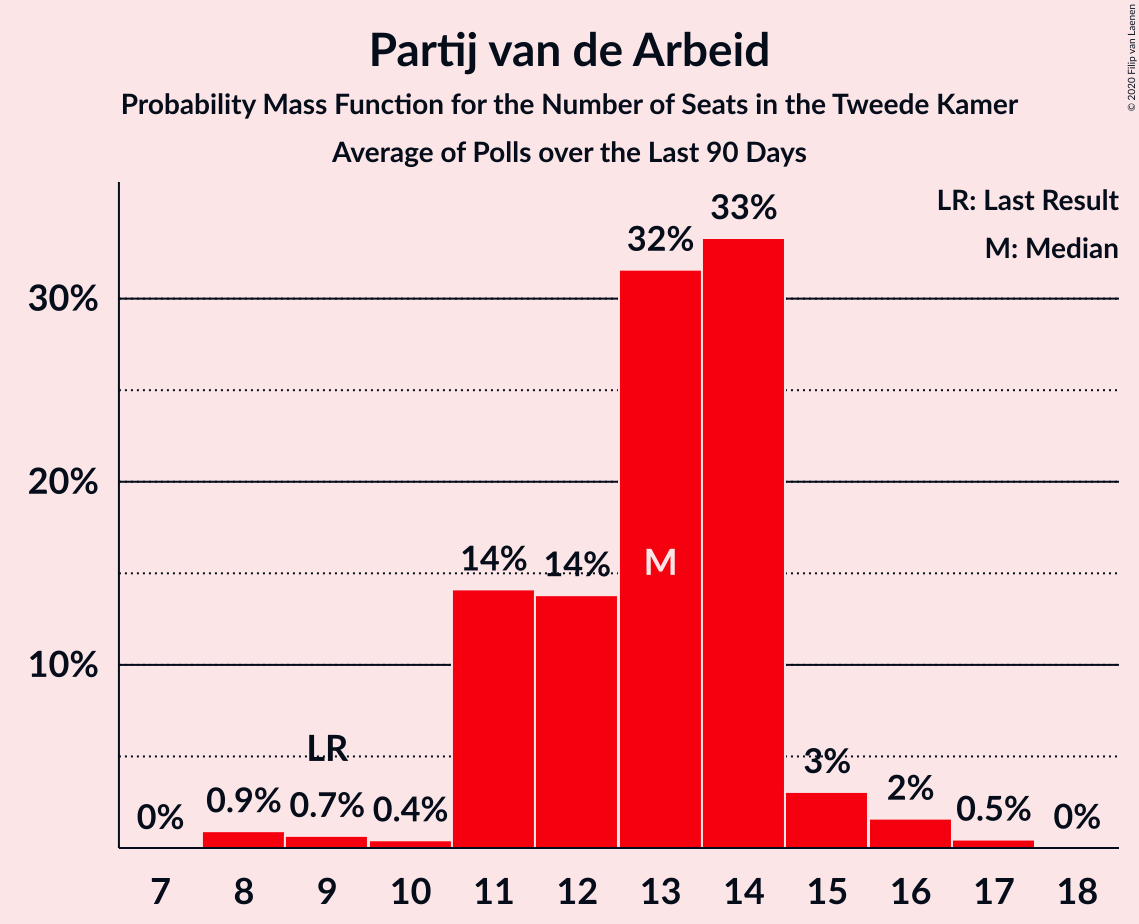 Partij van de Arbeid
Probability Mass Function for the Number of Seats in the Tweede Kamer
Average of Polls over the Last 90 Days
© 2020 Filip van Laenen
LR: Last Result
M: Median
30%
20%
10%
0%
0.9%
0.7%
LR
0.4%
14%
14%
32%
M
33%
3%
2%
0.5%
0%
7 8 9 10 11 12 13 14 15 16 17 18